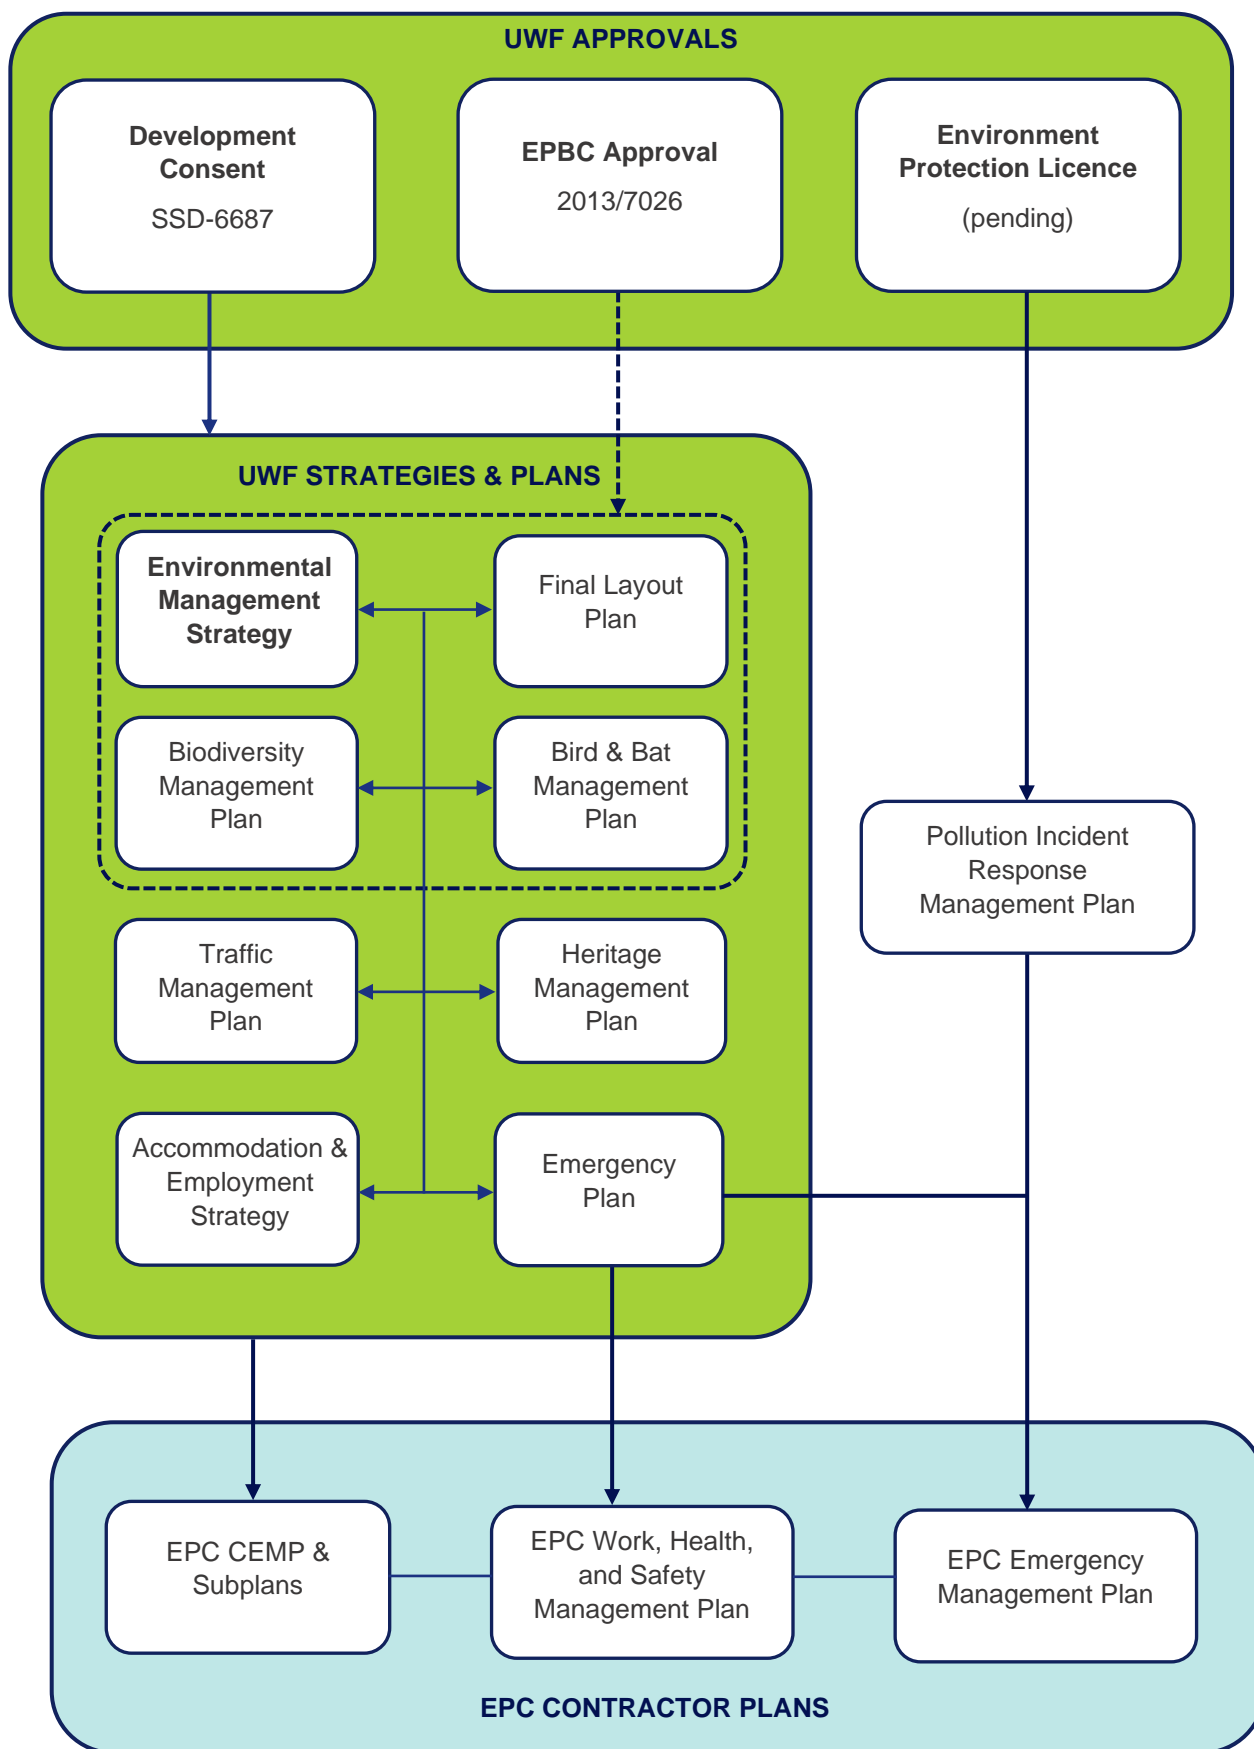 UWF APPROVALS
Development
Consent
SSD-6687
EPBC Approval
2013/7026
Environment
Protection Licence
(pending)
UWF STRATEGIES & PLANS
Environmental
Management
Strategy
Final Layout
Plan
Biodiversity
Management
Plan
Bird & Bat
Management
Plan
Pollution Incident
Response
Management Plan
Traffic
Management
Plan
Heritage
Management
Plan
Accommodation &
Employment
Strategy
Emergency
Plan
EPC CEMP &
Subplans
EPC Work, Health,
and Safety
Management Plan
EPC Emergency
Management Plan
EPC CONTRACTOR PLANS